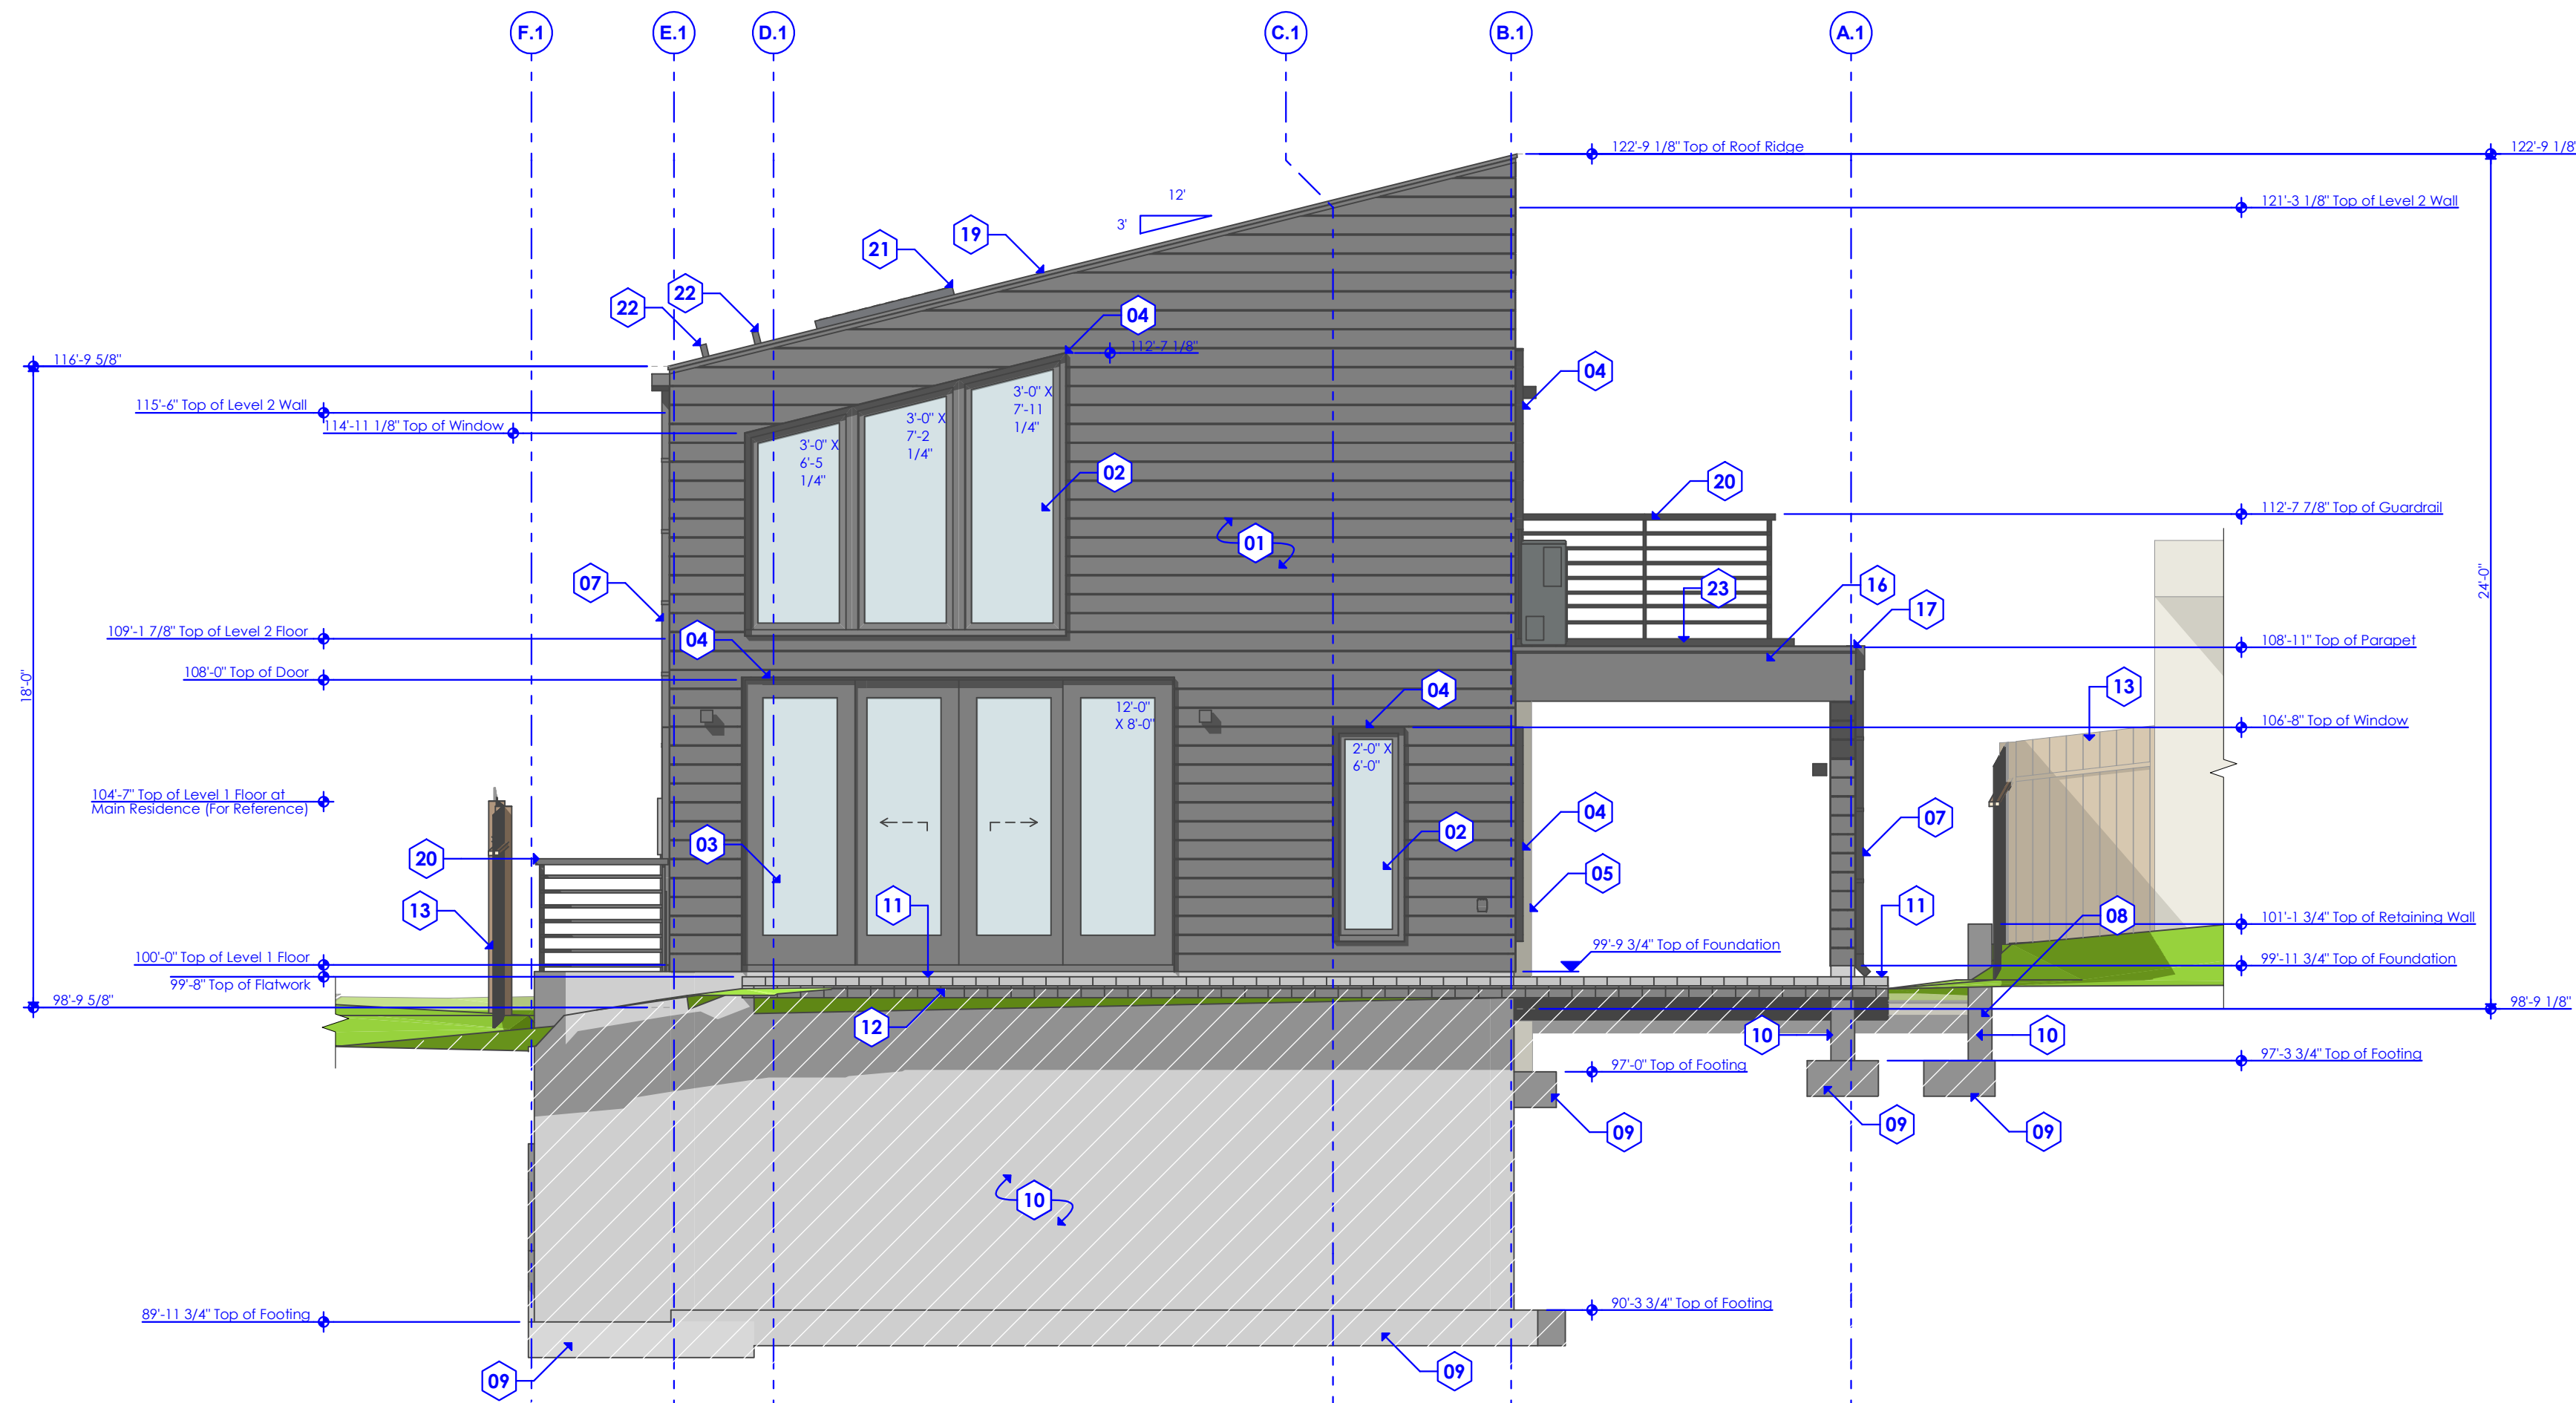 F.1
E.1
D.1
C.1
B.1
A.1
122'-9 1/8" Top of Roof Ridge
122'-9 1/8"
12'
3'
121'-3 1/8" Top of Level 2 Wall
19
21
22
22
04
112'-7 1/8"
116'-9 5/8"
04
115'-6" Top of Level 2 Wall
114'-11 1/8" Top of Window
3'-0" X
7'-11
1/4"
3'-0" X
7'-2
1/4"
3'-0" X
6'-5
1/4"
02
20
112'-7 7/8" Top of Guardrail
01
07
23
16
17
24'-0"
109'-1 7/8" Top of Level 2 Floor
04
108'-11" Top of Parapet
108'-0" Top of Door
18'-0"
04
13
12'-0"
X 8'-0"
106'-8" Top of Window
2'-0" X
6'-0"
104'-7" Top of Level 1 Floor at
Main Residence (For Reference)
04
07
03
02
20
05
11
11
13
08
101'-1 3/4" Top of Retaining Wall
99'-9 3/4" Top of Foundation
100'-0" Top of Level 1 Floor
99'-11 3/4" Top of Foundation
99'-8" Top of Flatwork
98'-9 5/8"
98'-9 1/8"
12
10
10
97'-3 3/4" Top of Footing
97'-0" Top of Footing
09
09
09
10
90'-3 3/4" Top of Footing
89'-11 3/4" Top of Footing
09
09